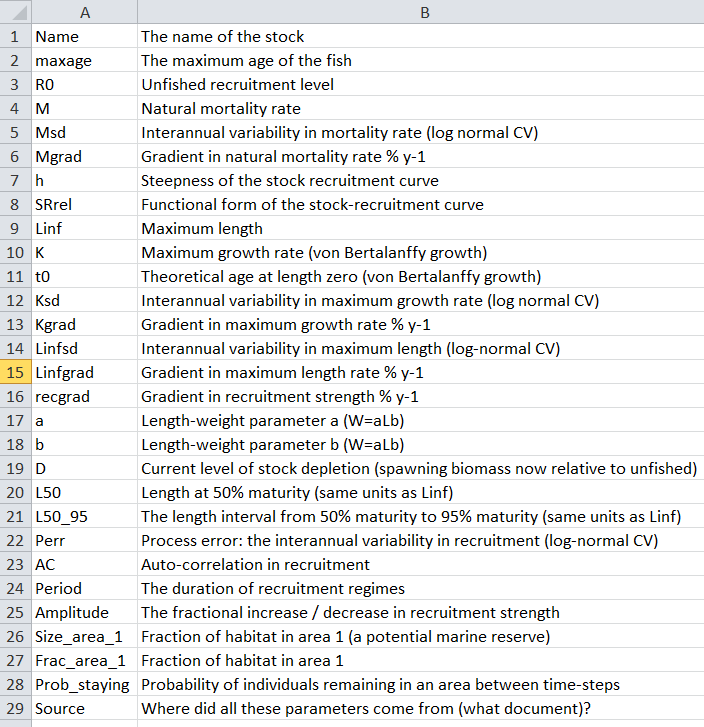 A B
1 Name The name of the stock
2 maxage The maximum age of the fish
3 R0 Unfished recruitment level
4 M Natural mortality rate
5 Msd Interannual variability in mortality rate (log normal CV)
6 Mgrad Gradient in natural mortality rate % y-1
7 h Steepness of the stock recruitment curve
8 SRrel Functional form of the stock-recruitment curve
9 Linf Maximum length
10 K Maximum growth rate (von Bertalanffy growth)
11 t0 Theoretical age at length zero (von Bertalanffy growth)
12 Ksd Interannual variability in maximum growth rate (log normal CV)
13 Kgrad Gradient in maximum growth rate % y-1
14 Linfsd Interannual variability in maximum length (log-normal CV)
15 Linfgrad Gradient in maximum length rate % y-1
16 recgrad Gradient in recruitment strength % y-1
17 a Length-weight parameter a (W=aLb)
18 b Length-weight parameter b (W=aLb)
19 D Current level of stock depletion (spawning biomass now relative to unfished)
20 L50 Length at 50% maturity (same units as Linf)
21 L50_95 The length interval from 50% maturity to 95% maturity (same units as Linf)
22 Perr Process error: the interannual variability in recruitment (log-normal CV)
23 AC Auto-correlation in recruitment
24 Period The duration of recruitment regimes
25 Amplitude The fractional increase / decrease in recruitment strength
26 Size_area_1 Fraction of habitat in area 1 (a potential marine reserve)
27 Frac_area_1 Fraction of habitat in area 1
28 Prob_staying Probability of individuals remaining in an area between time-steps
29 Source Where did all these parameters come from (what document)?